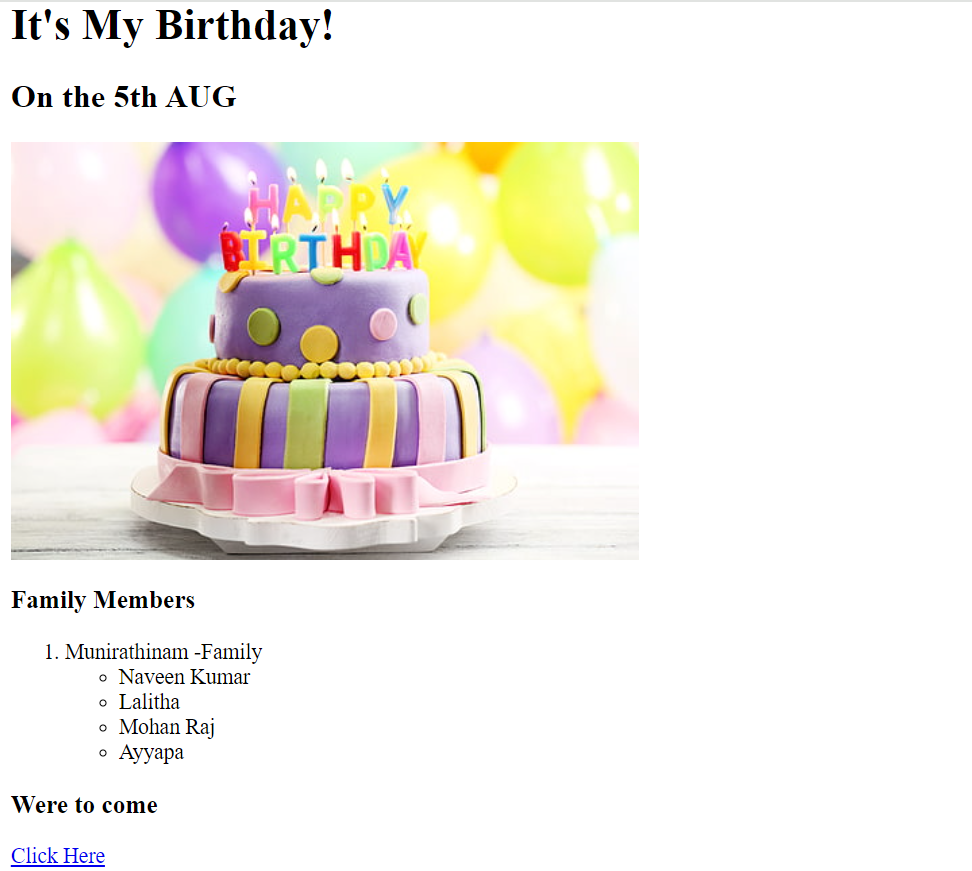 It's My Birthday!
On the 5th AUG
HAPPY
BIRTHDAY
Family Members
1. Munirathinam -Family
Naveen Kumar
Lalitha
Mohan Raj
Ayyapa
Were to come
Click Here